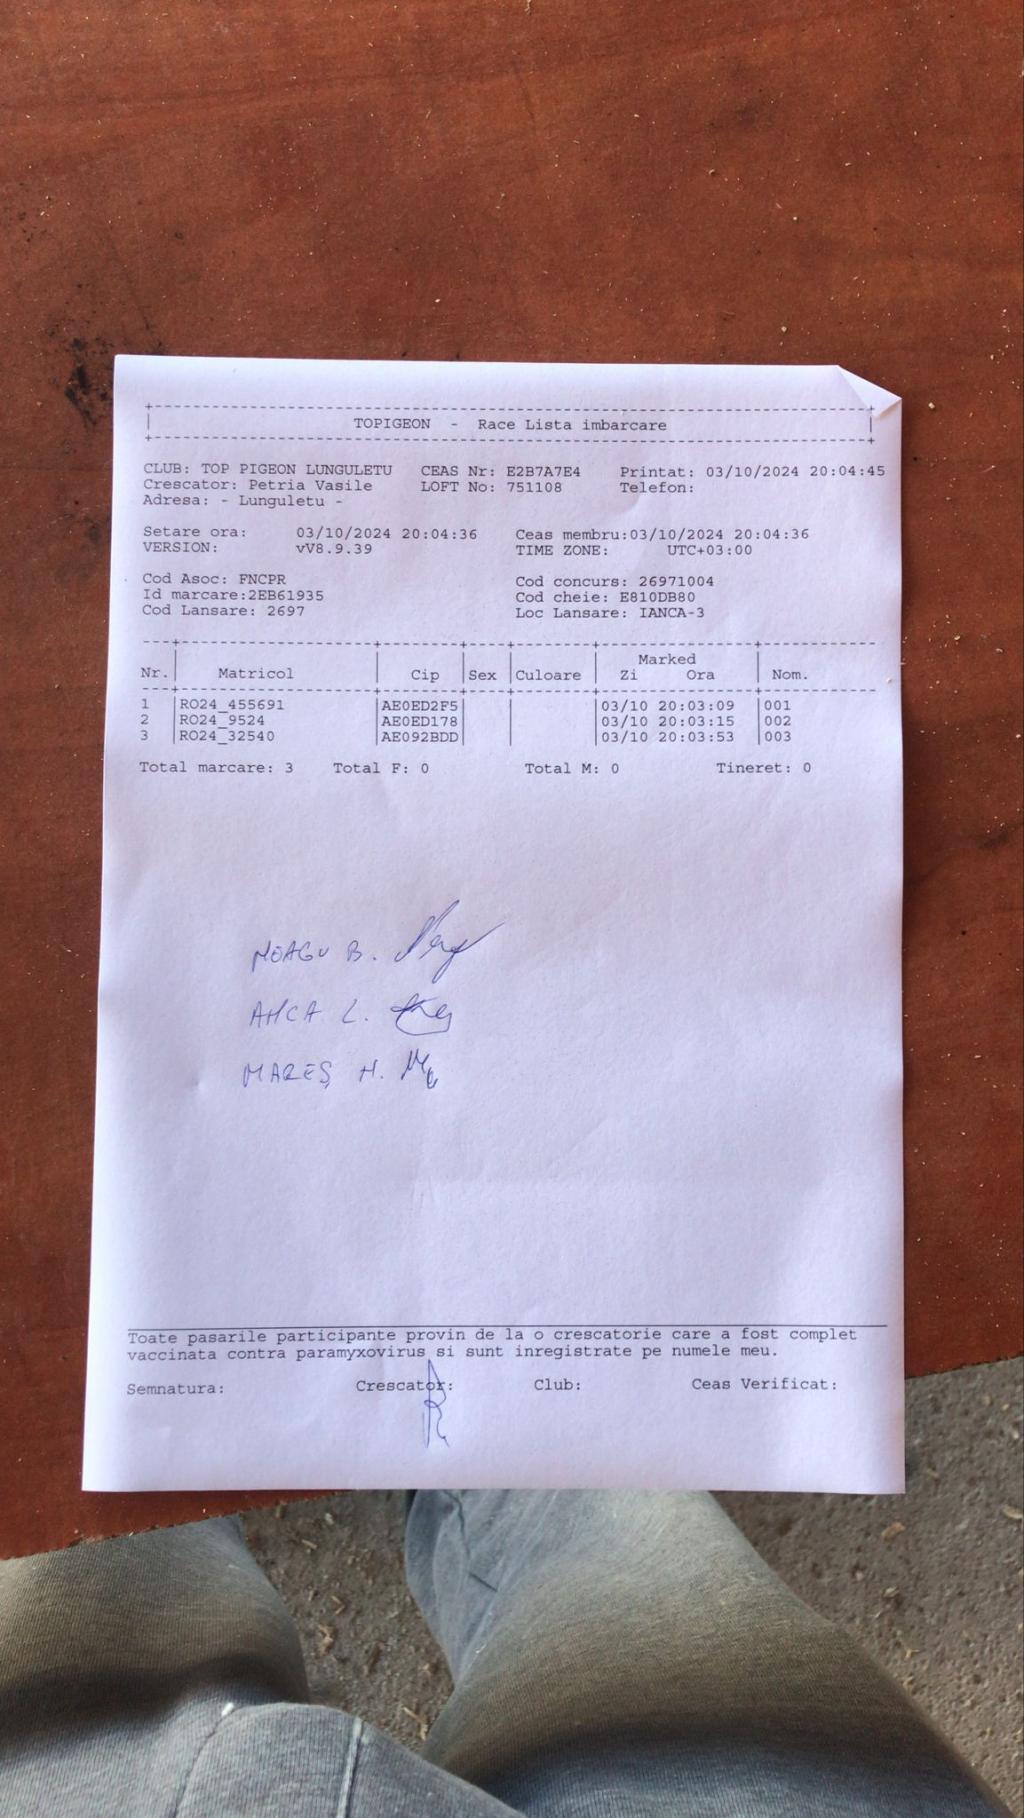 TOPIGEON - Race Lista imbarcare
CLUB: TOP PIGEON LUNGULETU CEAS Nr: E2B7A7E4 Printat: 03/10/2024 20:04:45
Crescator: Petria Vasile LOFT No: 751108 Telefon:
Adresa: - Lunguletu -
Setare ora: 03/10/2024 20:04:36 Ceas membru:03/10/2024 20:04:36
VERSION: vV8.9.39 TIME ZONE: UTC+03:00
Cod Asoc: FNCPR Cod concurs: 26971004
Id marcare:2EB61935 Cod cheie: E810DB80
Cod Lansare: 2697 Loc Lansare: IANCA-3
Marked
Nr. Matricol Cip Sex Culoare Zi Ora Nom.
1 RO24_455691 AE0ED2F5 03/10 20:03:09 001
2 RO24_9524 AE0ED178 03/10 20:03:15 002
3 RO24_32540 AE092BDD 03/10 20:03:53 003
Total marcare: 3 Total F: 0 Total M: 0 Tineret: 0
NEAGU B.
ANCA L.
MAREȘ N.
Toate pasarile participante provin de la o crescatorie care a fost complet
vaccinata contra paramyxovirus si sunt inregistrate pe numele meu.
Semnatura: Crescator: Club: Ceas Verificat: